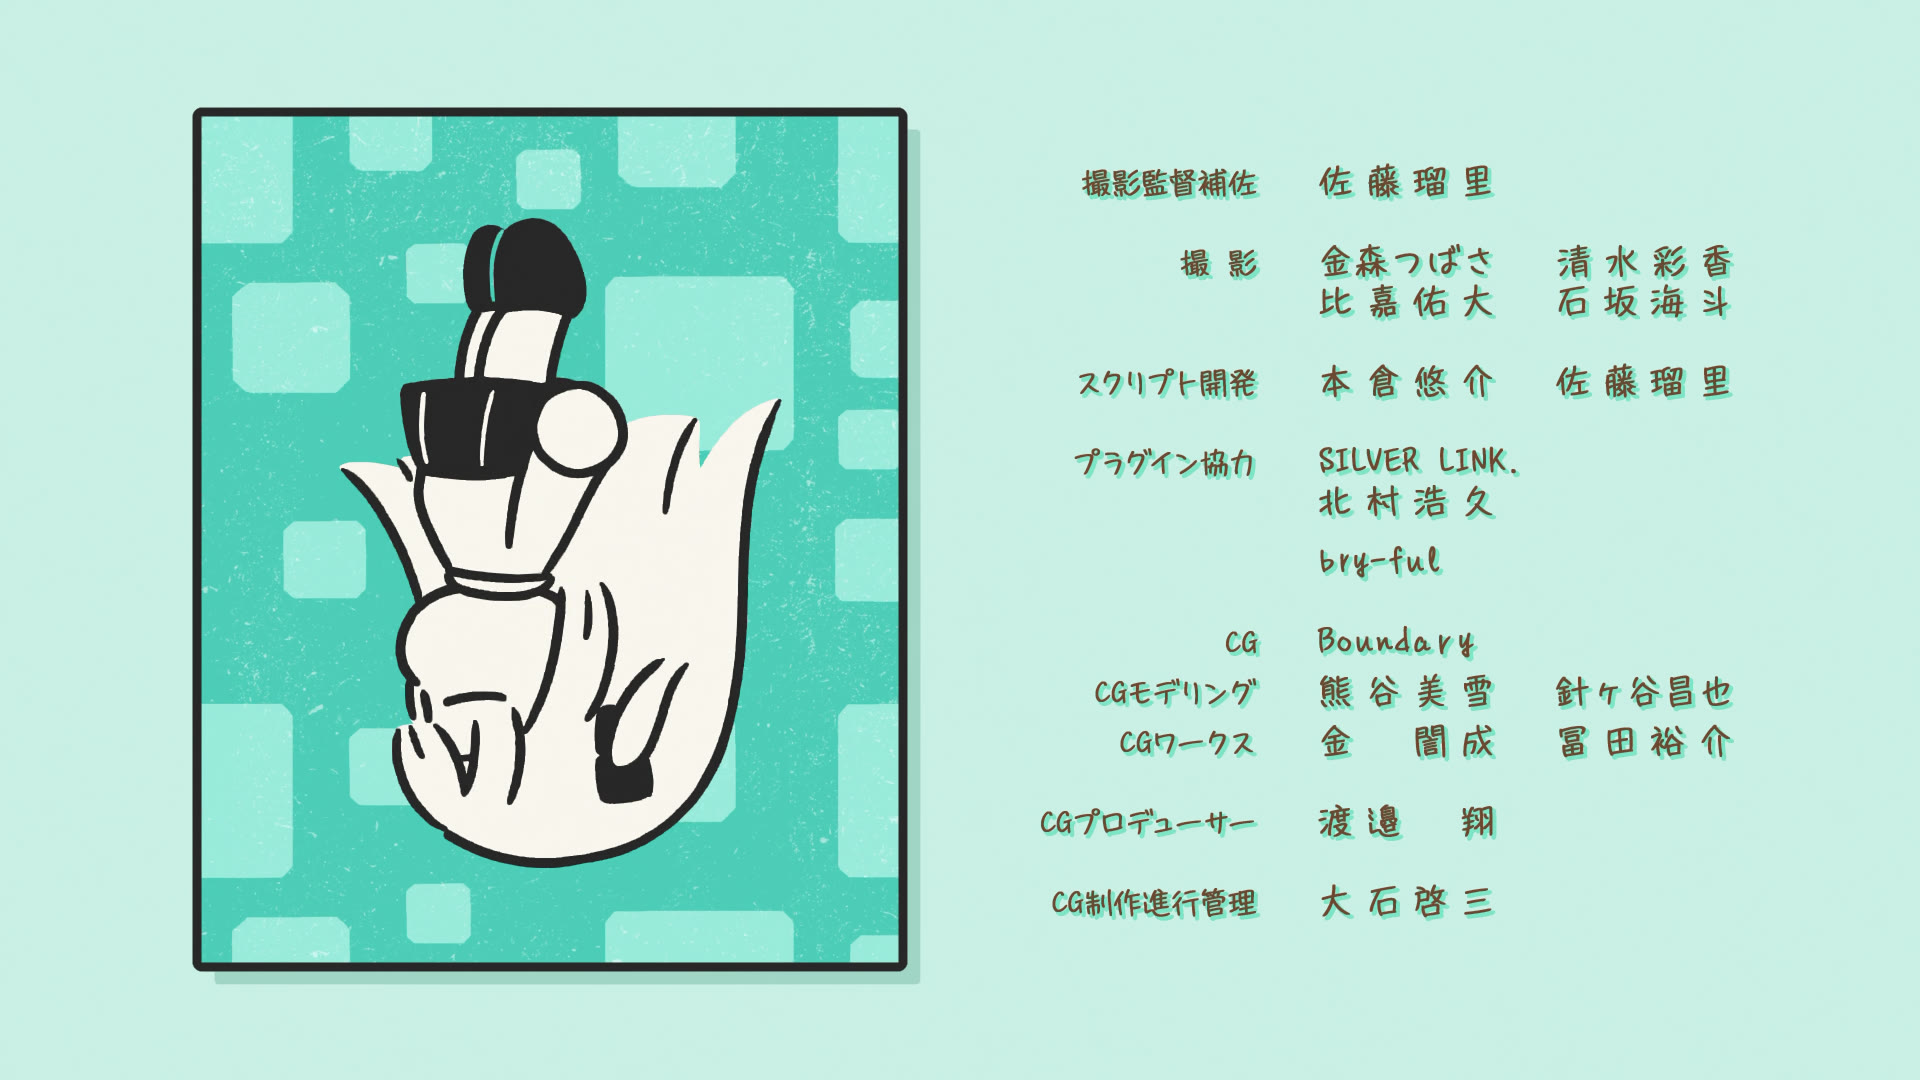 撮影監督補佐 佐藤瑠里
撮影 金森つばさ 清水彩香
比嘉佑大 石坂海斗
スクリプト開発 本倉悠介 佐藤瑠里
プラグイン協力 SILVER LINK.
北村浩久
bry-ful
CG Boundary
CGモデリング 熊谷美雪 針ヶ谷昌也
CGワークス 金 誾成 冨田裕介
CGプロデューサー 渡邉 翔
CG制作進行管理 大石啓三